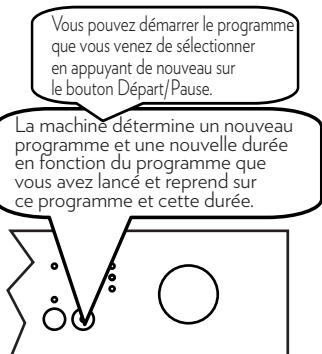 Vous pouvez démarrer le programme
que vous venez de sélectionner
en appuyant de nouveau sur
le bouton Départ/Pause.
La machine détermine un nouveau
programme et une nouvelle durée
en fonction du programme que
vous avez lancé et reprend sur
ce programme et cette durée.